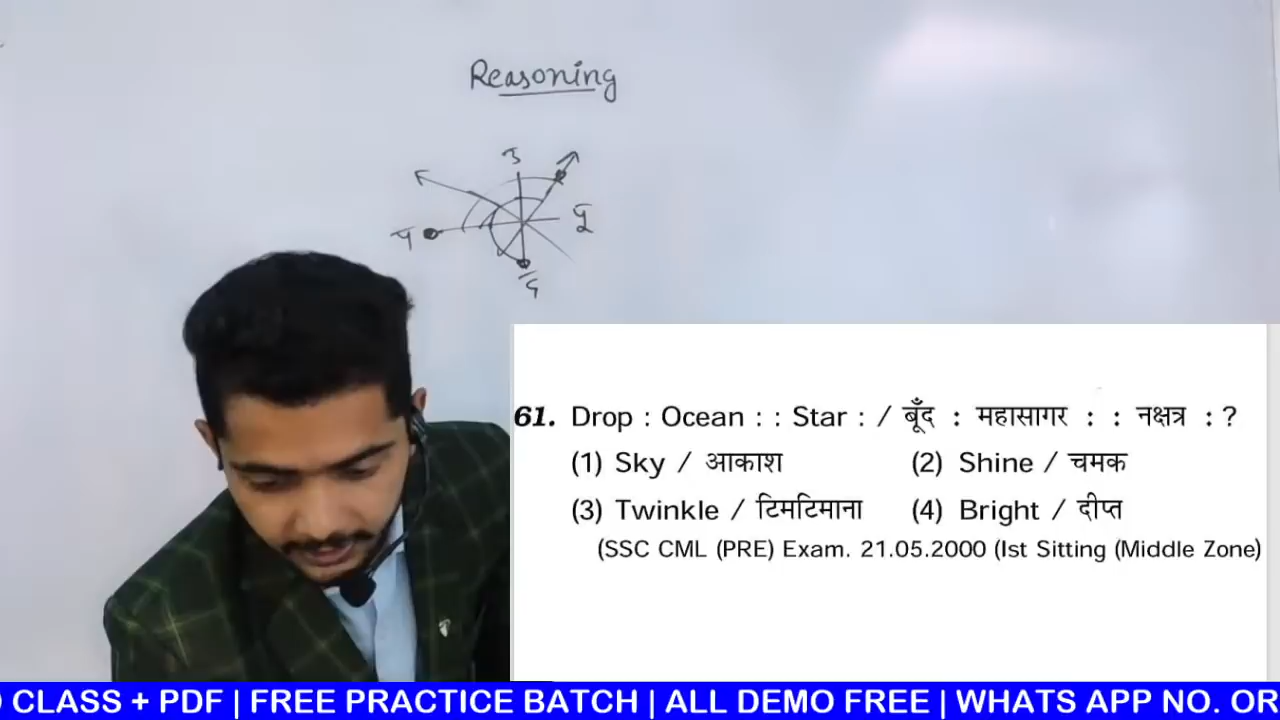 Reasoning
उ
पू
प
द
61. Drop : Ocean : : Star : / बूँद : महासागर : : नक्षत्र : ?
(1) Sky / आकाश (2) Shine / चमक
(3) Twinkle / टिमटिमाना (4) Bright / दीप्त
(SSC CML (PRE) Exam. 21.05.2000 (Ist Sitting (Middle Zone)
CLASS + PDF | FREE PRACTICE BATCH | ALL DEMO FREE | WHATS APP NO.